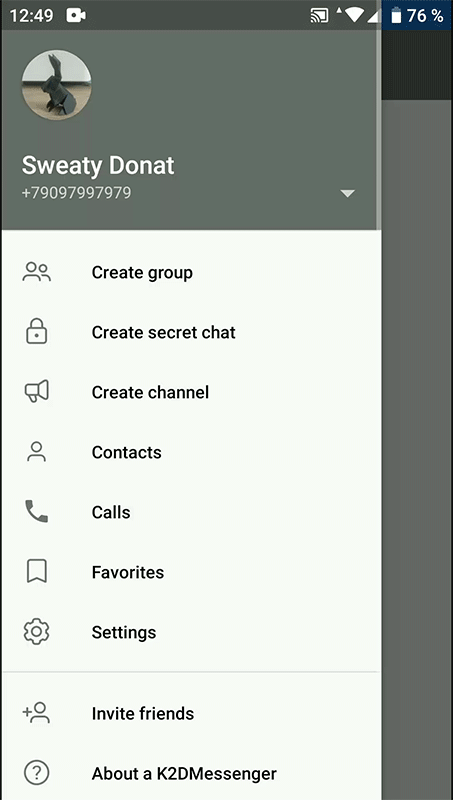 12:49
76 %
Sweaty Donat
+79097997979
Create group
Create secret chat
Create channel
Contacts
Calls
Favorites
Settings
Invite friends
About a K2DMessenger